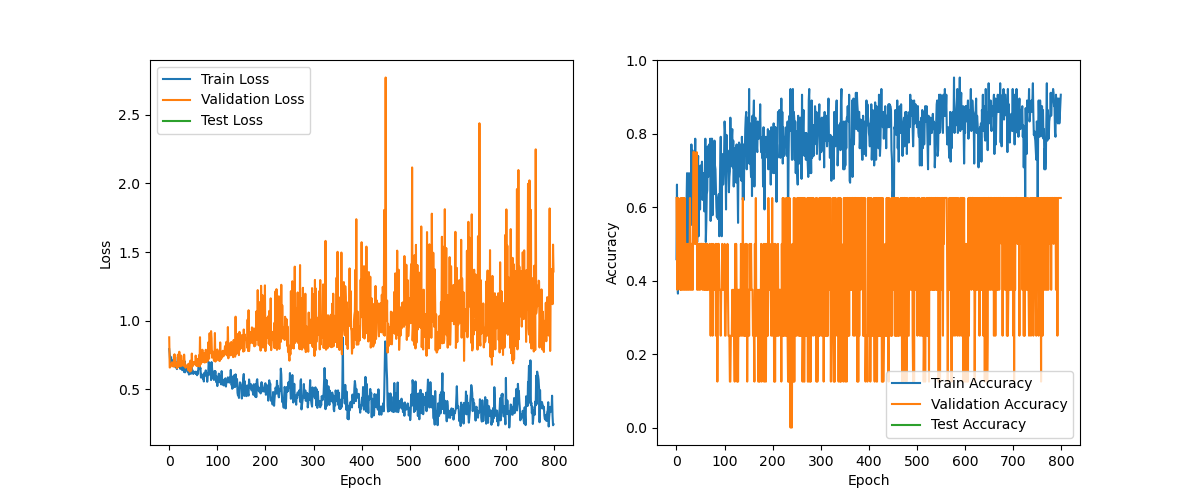 Train Loss
Validation Loss
Test Loss
2.5
2.0
1.5
1.0
0.5
Loss
0 100 200 300 400 500 600 700 800
Epoch
1.0
0.8
0.6
0.4
0.2
0.0
Accuracy
Train Accuracy
Validation Accuracy
Test Accuracy
0 100 200 300 400 500 600 700 800
Epoch